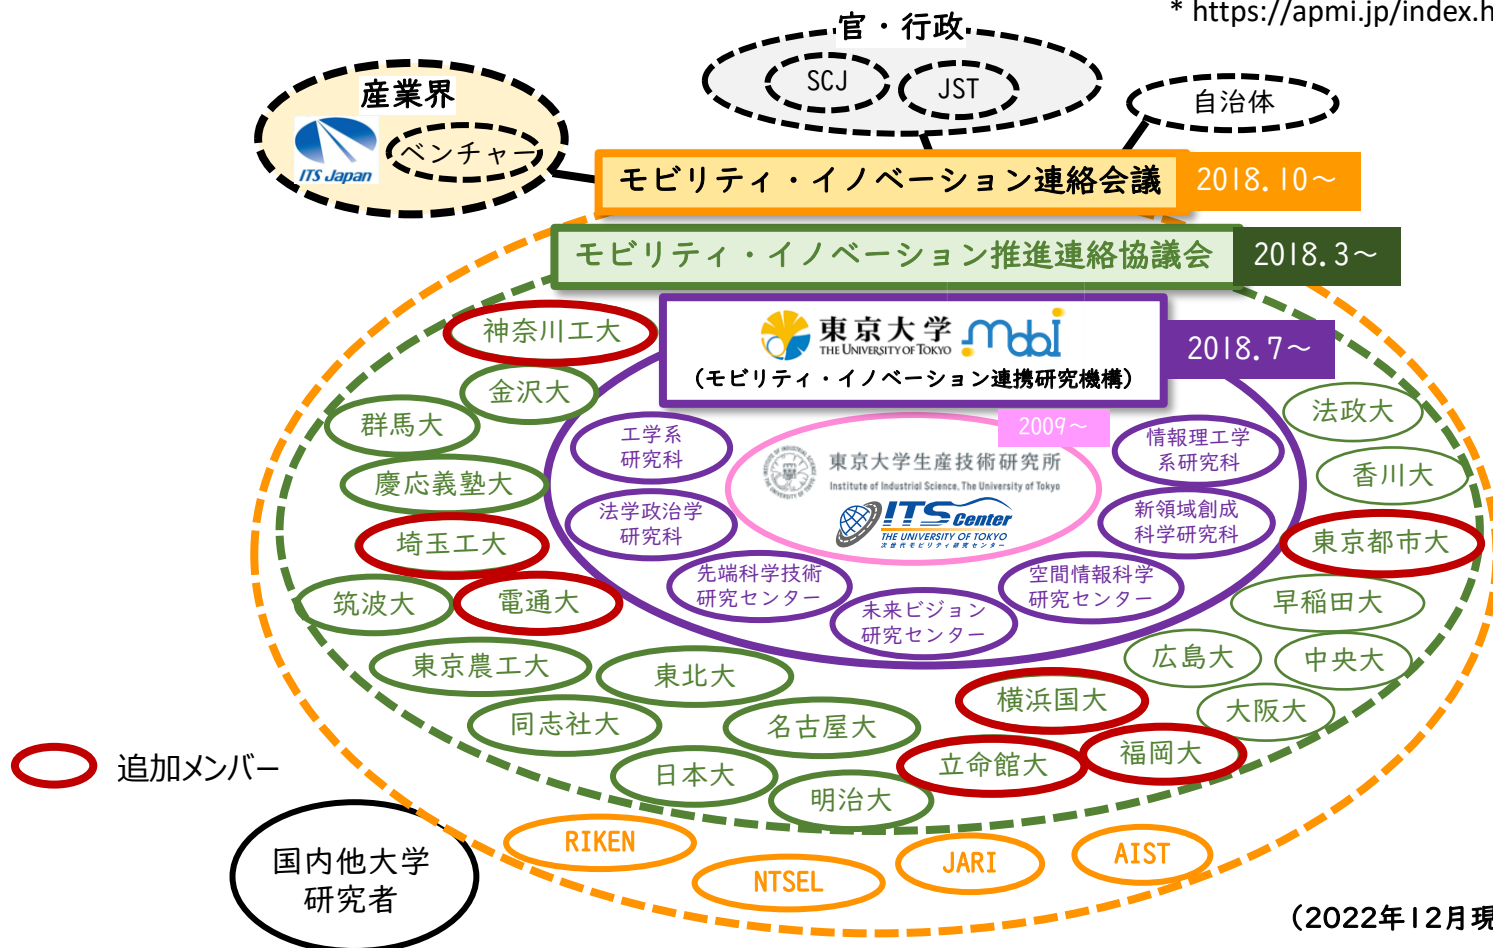 * https://apmi.jp/index.h
官・行政
SCJ
JST
自治体
産業界
ITS Japan
ベンチャー
モビリティ・イノベーション連絡会議
2018.10～
モビリティ・イノベーション推進連絡協議会
2018.3～
東京大学
THE UNIVERSITY OF TOKYO
mobi
(モビリティ・イノベーション連携研究機構)
2018.7～
神奈川工大
金沢大
群馬大
慶応義塾大
埼玉工大
筑波大
電通大
東京農工大
東北大
同志社大
名古屋大
日本大
明治大
工学系
研究科
法学政治学
研究科
先端科学技術
研究センター
未来ビジョン
研究センター
空間情報科学
研究センター
新領域創成
科学研究科
情報理工学
系研究科
2009～
東京大学生産技術研究所
Institute of Industrial Science, The University of Tokyo
ITS Center
THE UNIVERSITY OF TOKYO
次世代モビリティ研究センター
法政大
香川大
東京都市大
早稲田大
広島大
中央大
大阪大
横浜国大
立命館大
福岡大
追加メンバー
国内他大学
研究者
RIKEN
NTSEL
JARI
AIST
(2022年12月現